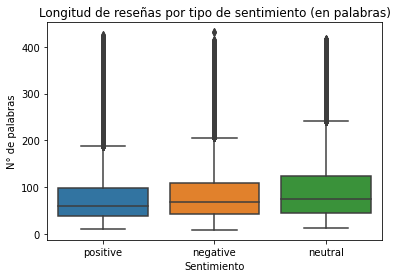 Longitud de reseñas por tipo de sentimiento (en palabras)
400
300
200
100
0
N° de palabras
positive negative neutral
Sentimiento